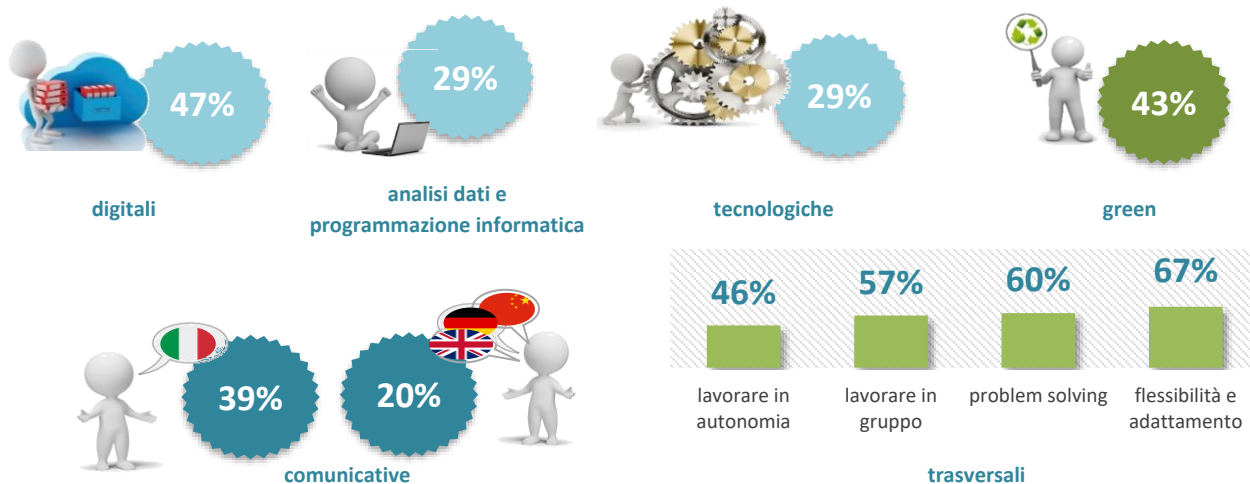 47%
29%
29%
43%
digitali
analisi dati e
programmazione informatica
tecnologiche
green
39%
20%
comunicative
46%
57%
60%
67%
lavorare in
autonomia
lavorare in
gruppo
problem solving
flessibilità e
adattamento
trasversali